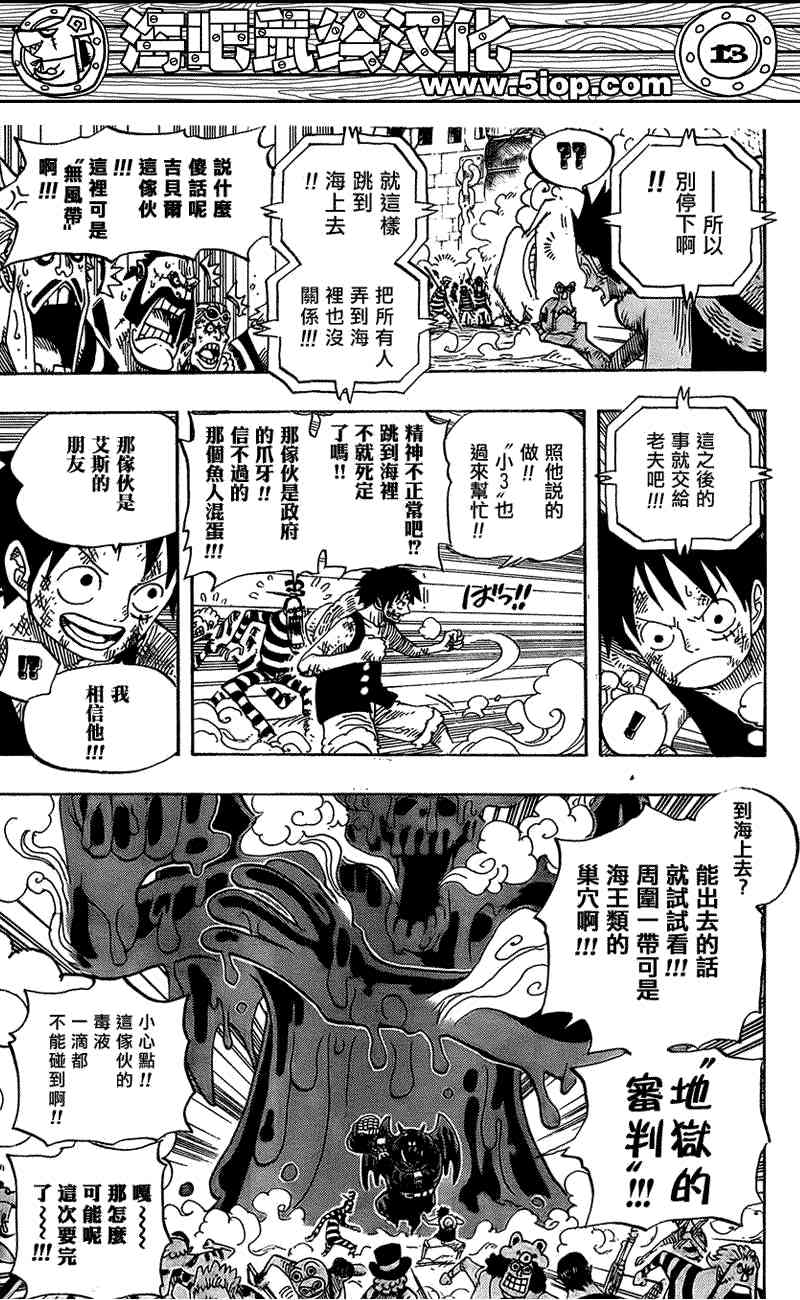 海賊鼠繪汉化
www.5iop.com
13
——所以
別停下啊
!!
??
就這樣
跳到
海上去
!!
把所有人
弄到海
裡也沒
關係!!!
說什麼
傻話呢
吉貝爾
這傢伙
!!!
這裡可是
“無風帶”
啊!!!
這之後的
事就交給
老夫吧!!!
!!
照他說的
做!!
“小3”也
過來幫忙!!
精神不正常吧!?
跳到海裡
不就死定
了嗎!!
那傢伙是政府
的爪牙!!
信不過的
那個魚人混蛋!!!
ばっ!!
那傢伙是
艾斯的
朋友
!?
我
相信他!!!
到海上去?
能出去的話
就試試看!!!
周圍一帶可是
海王類的
巢穴啊!!!
“地獄的
審判”!!!
小心點!!
這傢伙的
毒液
一滴都
不能碰到啊!!
嘎~~~
那怎麼
可能呢
這次要完
了~~!!!